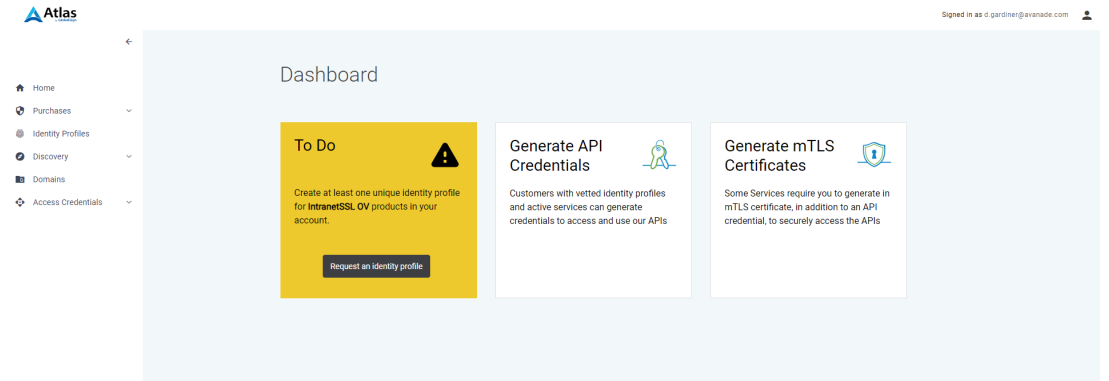 Atlas
by GlobalSign
Signed in as d.gardiner@avanade.com
Home
Purchases
Identity Profiles
Discovery
Domains
Access Credentials
Dashboard
To Do
Create at least one unique identity profile
for IntranetSSL OV products in your
account.
Request an identity profile
Generate API
Credentials
Customers with vetted identity profiles
and active services can generate
credentials to access and use our APIs
Generate mTLS
Certificates
Some Services require you to generate in
mTLS certificate, in addition to an API
credential, to securely access the APIs